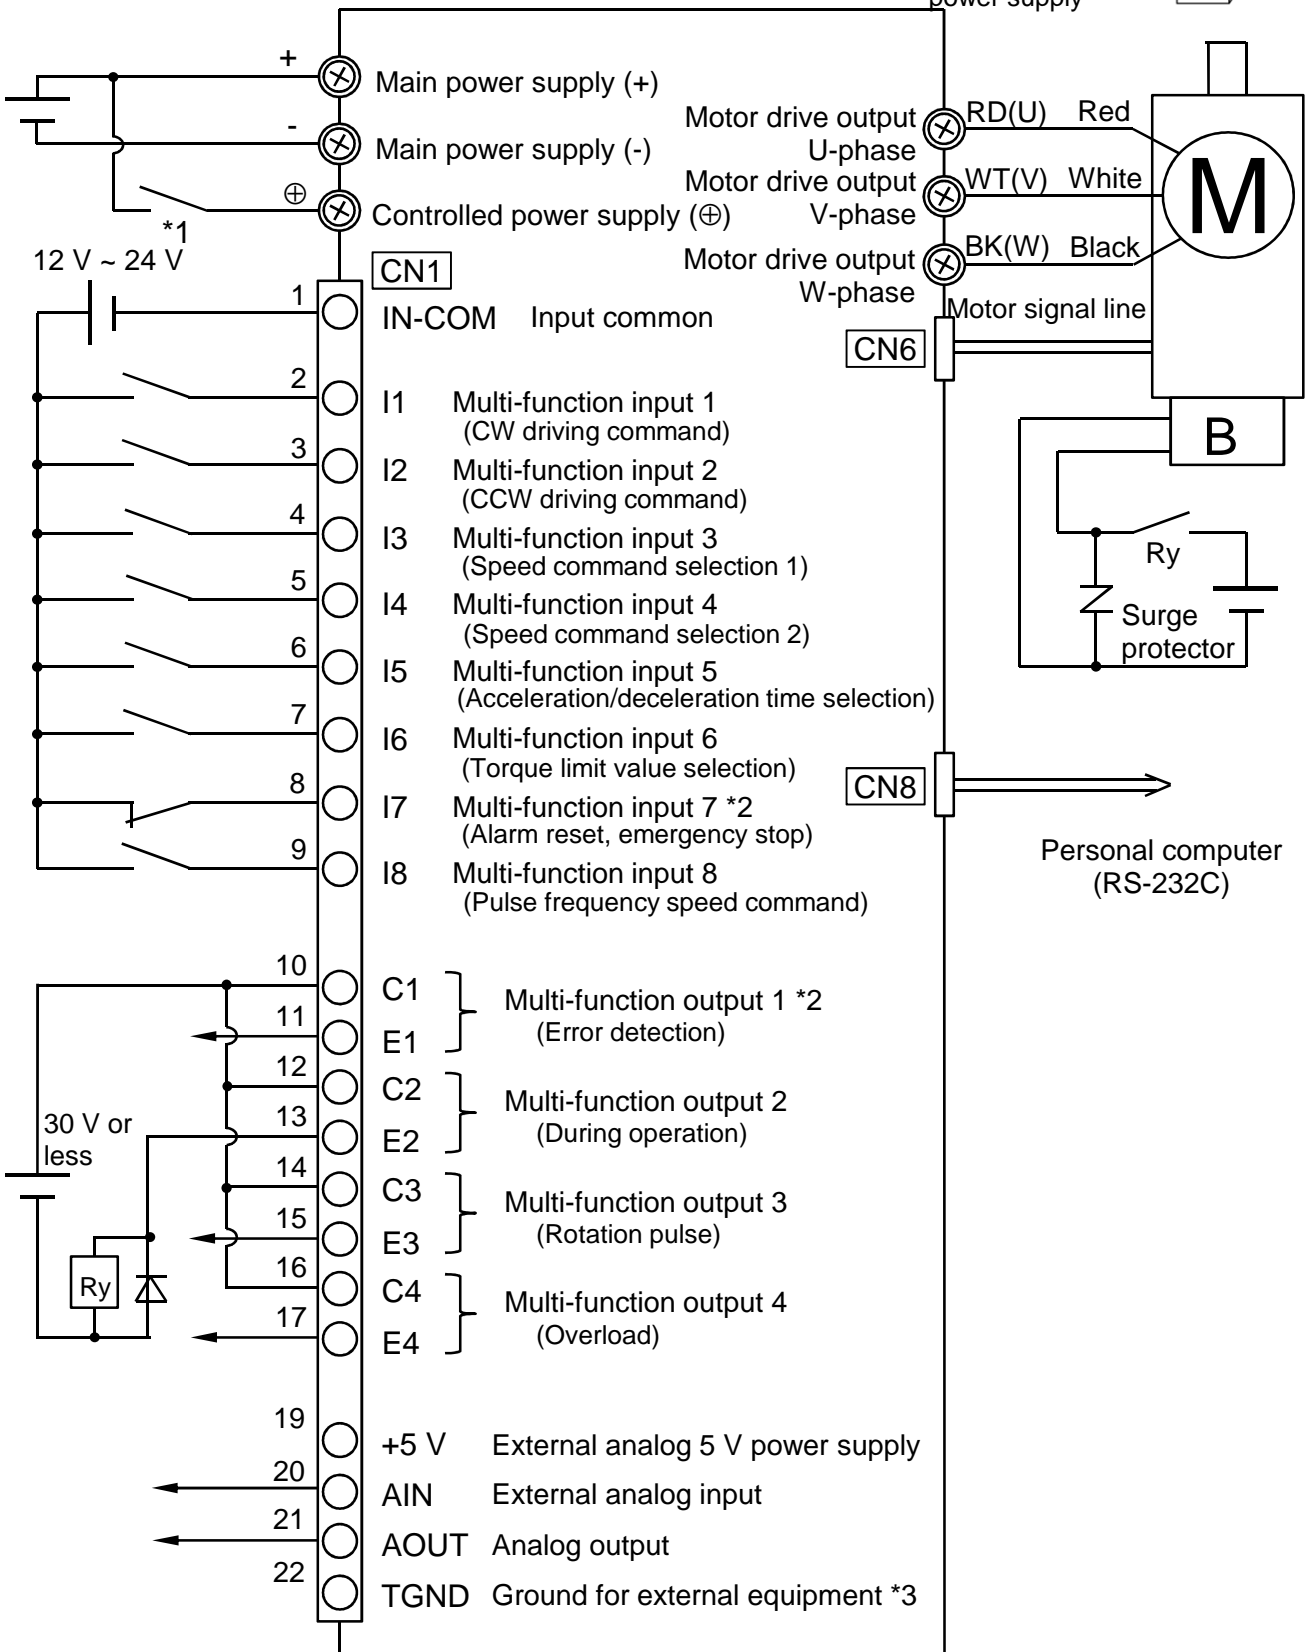 power supply
+
Main power supply (+)
-
Main power supply (-)
⊕
Controlled power supply (⊕)
*1
12 V ~ 24 V
Motor drive output
U-phase
RD(U) Red
Motor drive output
V-phase
WT(V) White
Motor drive output
W-phase
BK(W) Black
M
Motor signal line
CN6
B
Ry
Surge
protector
CN1
1 IN-COM Input common
2 I1 Multi-function input 1
(CW driving command)
3 I2 Multi-function input 2
(CCW driving command)
4 I3 Multi-function input 3
(Speed command selection 1)
5 I4 Multi-function input 4
(Speed command selection 2)
6 I5 Multi-function input 5
(Acceleration/deceleration time selection)
7 I6 Multi-function input 6
(Torque limit value selection)
8 I7 Multi-function input 7 *2
(Alarm reset, emergency stop)
9 I8 Multi-function input 8
(Pulse frequency speed command)
CN8
Personal computer
(RS-232C)
10 C1
Multi-function output 1 *2
(Error detection)
11 E1
12 C2
Multi-function output 2
(During operation)
13 E2
14 C3
Multi-function output 3
(Rotation pulse)
15 E3
16 C4
Multi-function output 4
(Overload)
17 E4
30 V or
less
Ry
19 +5 V External analog 5 V power supply
20 AIN External analog input
21 AOUT Analog output
22 TGND Ground for external equipment *3